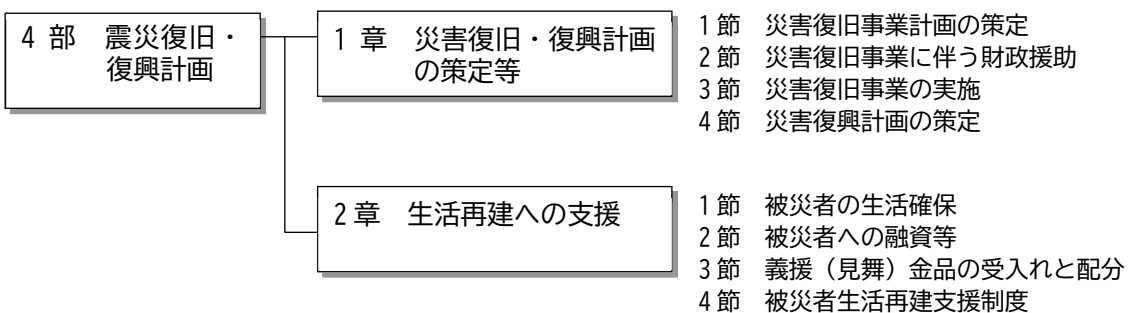 4 部　震災復旧・
復興計画
1 章　災害復旧・復興計画
の策定等
1 節　災害復旧事業計画の策定
2 節　災害復旧事業に伴う財政援助
3 節　災害復旧事業の実施
4 節　災害復興計画の策定
2 章　生活再建への支援
1 節　被災者の生活確保
2 節　被災者への融資等
3 節　義援（見舞）金品の受入れと配分
4 節　被災者生活再建支援制度